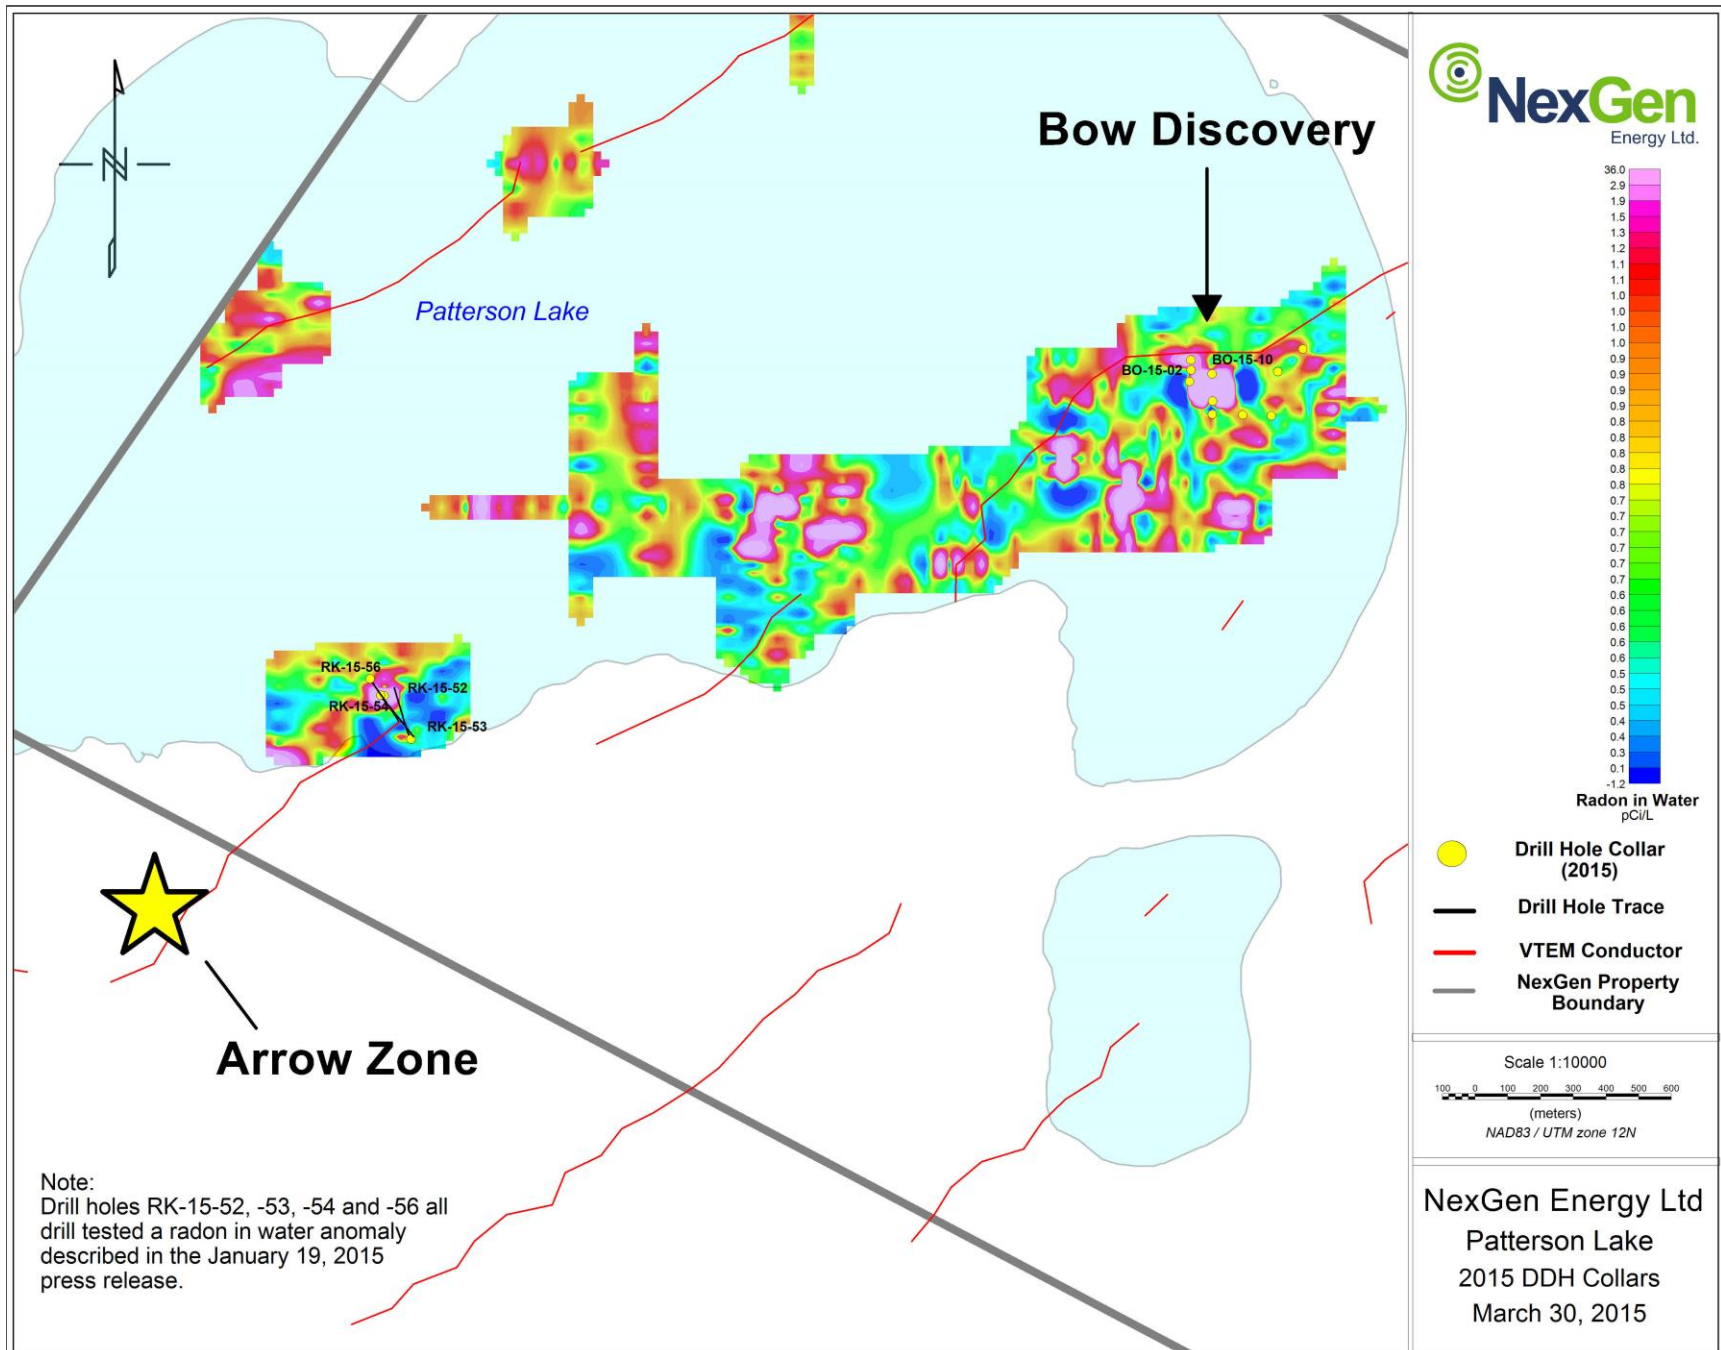 N
Bow Discovery
Patterson Lake
BO-15-10
BO-15-02
RK-15-56
RK-15-52
RK-15-54
RK-15-53
Arrow Zone
Note:
Drill holes RK-15-52, -53, -54 and -56 all
drill tested a radon in water anomaly
described in the January 19, 2015
press release.
NexGen
Energy Ltd.
36.0
2.9
1.9
1.5
1.3
1.2
1.1
1.1
1.0
1.0
1.0
1.0
0.9
0.9
0.9
0.9
0.8
0.8
0.8
0.8
0.7
0.7
0.7
0.7
0.7
0.7
0.6
0.6
0.6
0.6
0.6
0.5
0.5
0.5
0.4
0.4
0.3
0.1
-1.2
Radon in Water
pCi/L
Drill Hole Collar
(2015)
Drill Hole Trace
VTEM Conductor
NexGen Property
Boundary
Scale 1:10000
100 0 100 200 300 400 500 600
(meters)
NAD83 / UTM zone 12N
NexGen Energy Ltd
Patterson Lake
2015 DDH Collars
March 30, 2015